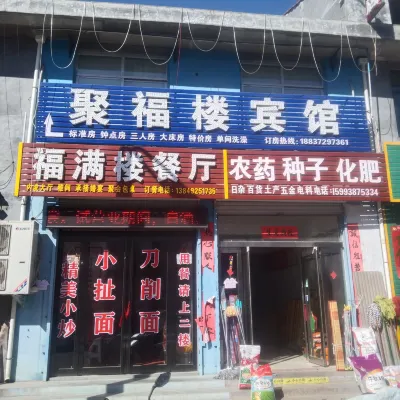 聚福楼宾馆
标准房 钟点房 三人房 大床房 特价房 单间洗澡 订房热线:18837297361
福满楼餐厅
订餐电话:13849251735
农药 种子 化肥
日杂百货土产五金电料电话:15993875334
精美小炒
小扯面
刀削面
用餐请上二楼